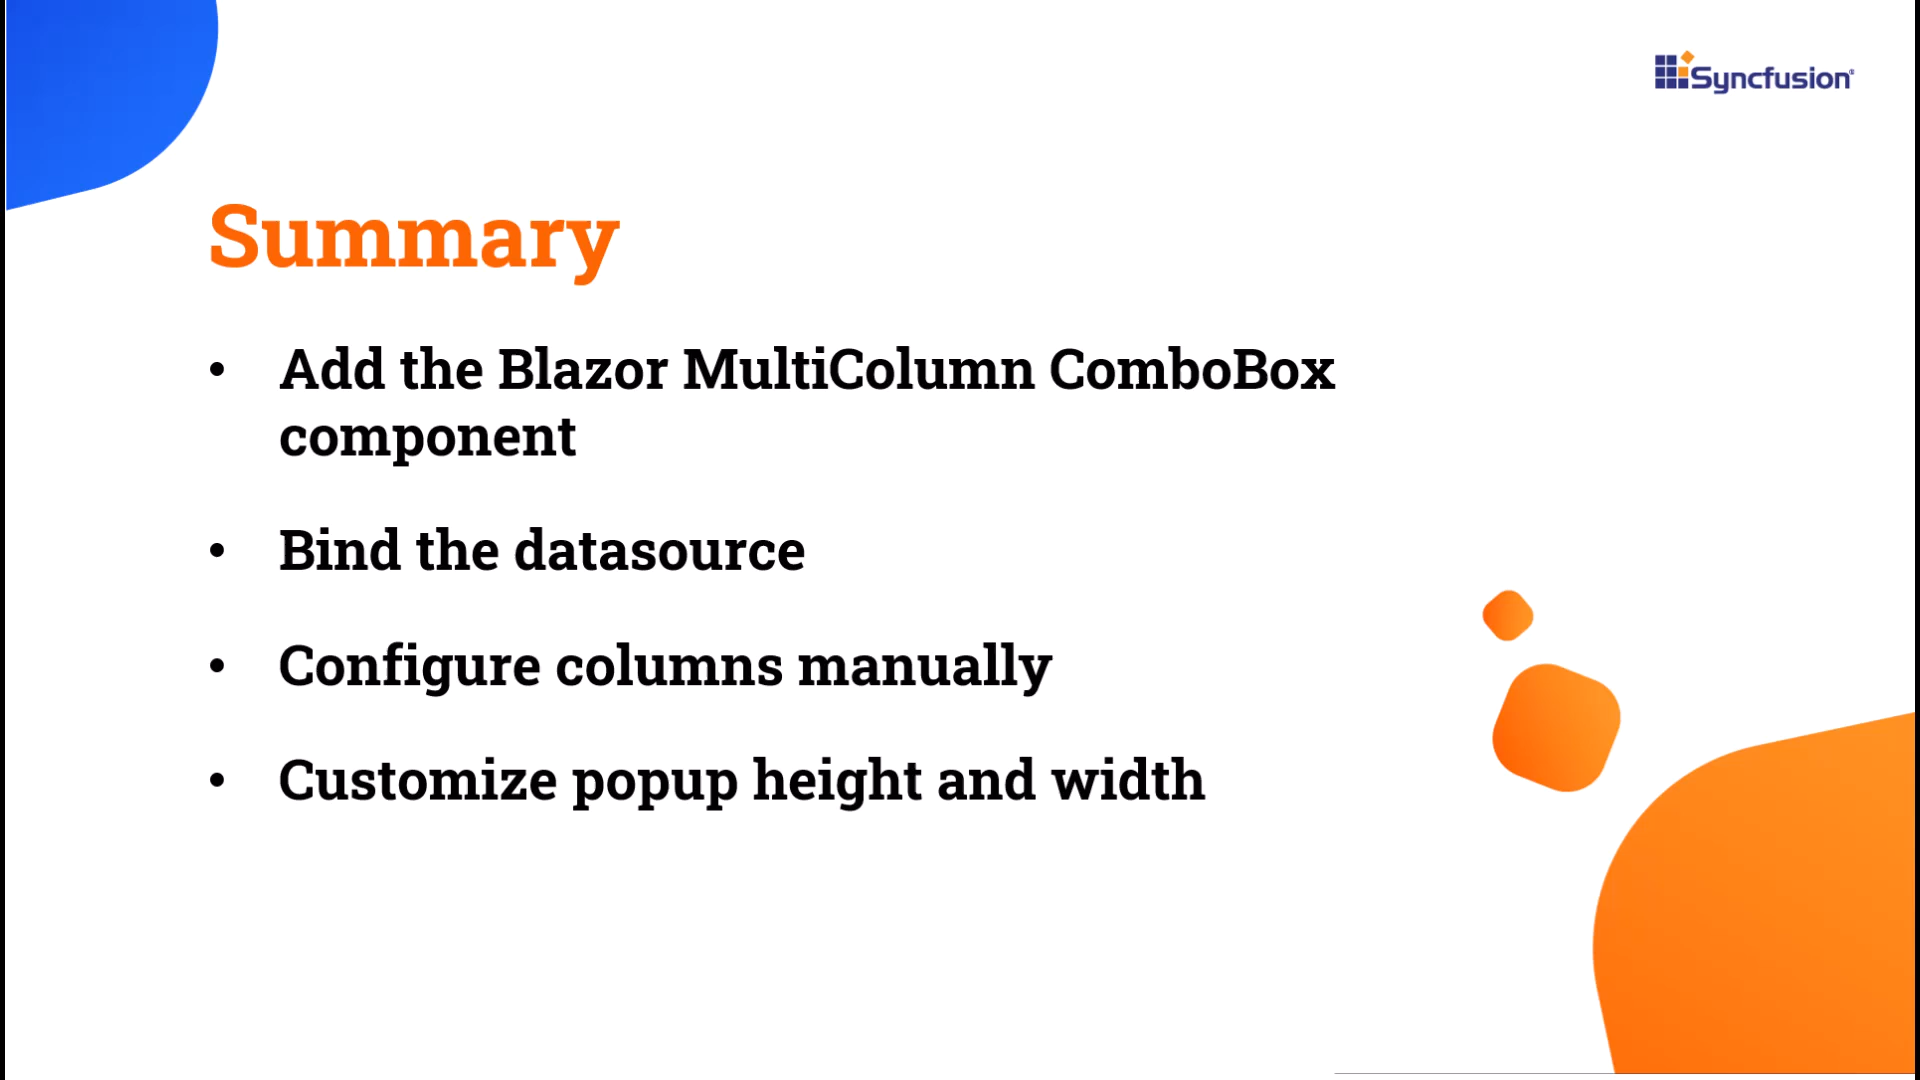 Syncfusion®
Summary
• Add the Blazor MultiColumn ComboBox
component
• Bind the datasource
• Configure columns manually
• Customize popup height and width